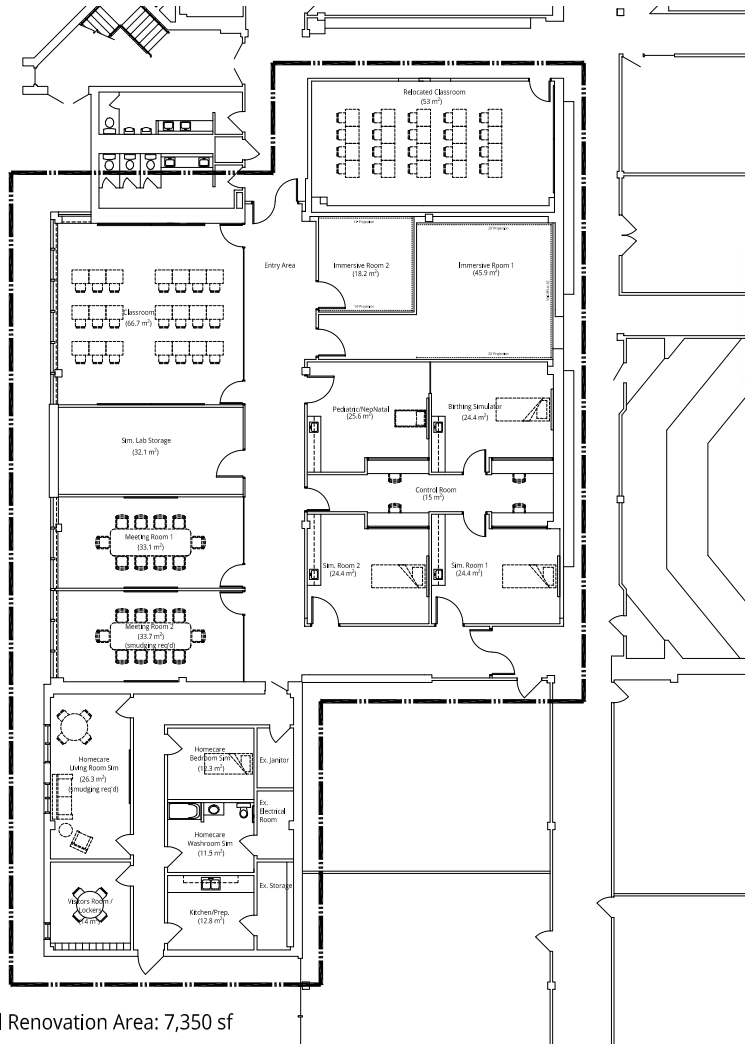 Relocated Classroom
(53 m²)
Entry Area
Immersive Room 2
(18.2 m²)
Immersive Room 1
(45.9 m²)
Classroom
(66.7 m²)
Pediatric/NeoNatal
(25.6 m²)
Birthing Simulator
(24.4 m²)
Sim. Lab Storage
(32.1 m²)
Control Room
(15 m²)
Meeting Room 1
(33.1 m²)
Sim. Room 2
(24.4 m²)
Sim. Room 1
(24.4 m²)
Meeting Room 2
(33.7 m²)
(smudging req'd)
Homecare
Living Room Sim
(26.3 m²)
(smudging req'd)
Homecare
Bedroom Sim
(12.3 m²)
Ex. Janitor
Ex.
Electrical
Room
Homecare
Washroom Sim
(11.5 m²)
Visitors Room /
Lockers
(14 m²)
Kitchen/Prep.
(12.8 m²)
Ex. Storage
Renovation Area: 7,350 sf